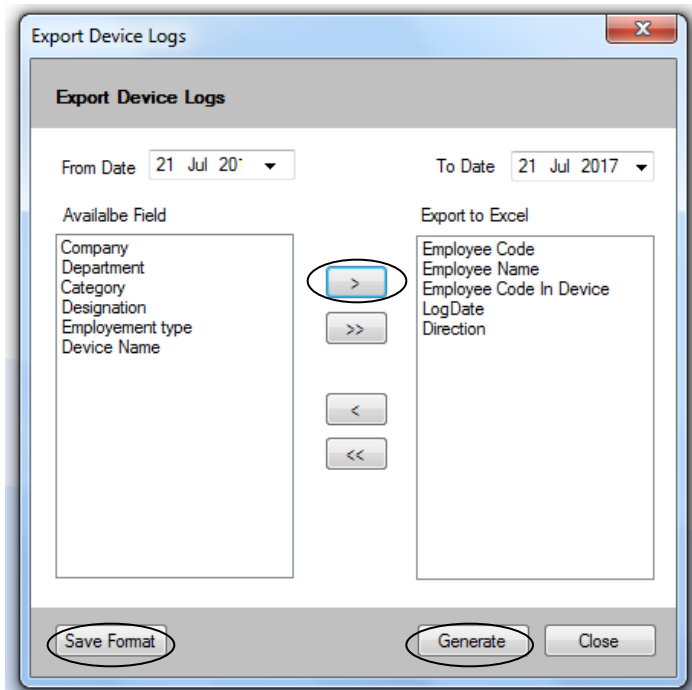 Export Device Logs
Export Device Logs
From Date 21 Jul 201
To Date 21 Jul 2017
Availalbe Field
Export to Excel
Company
Department
Category
Designation
Employement type
Device Name
>
>>
<
<<
Employee Code
Employee Name
Employee Code In Device
LogDate
Direction
Save Format
Generate
Close